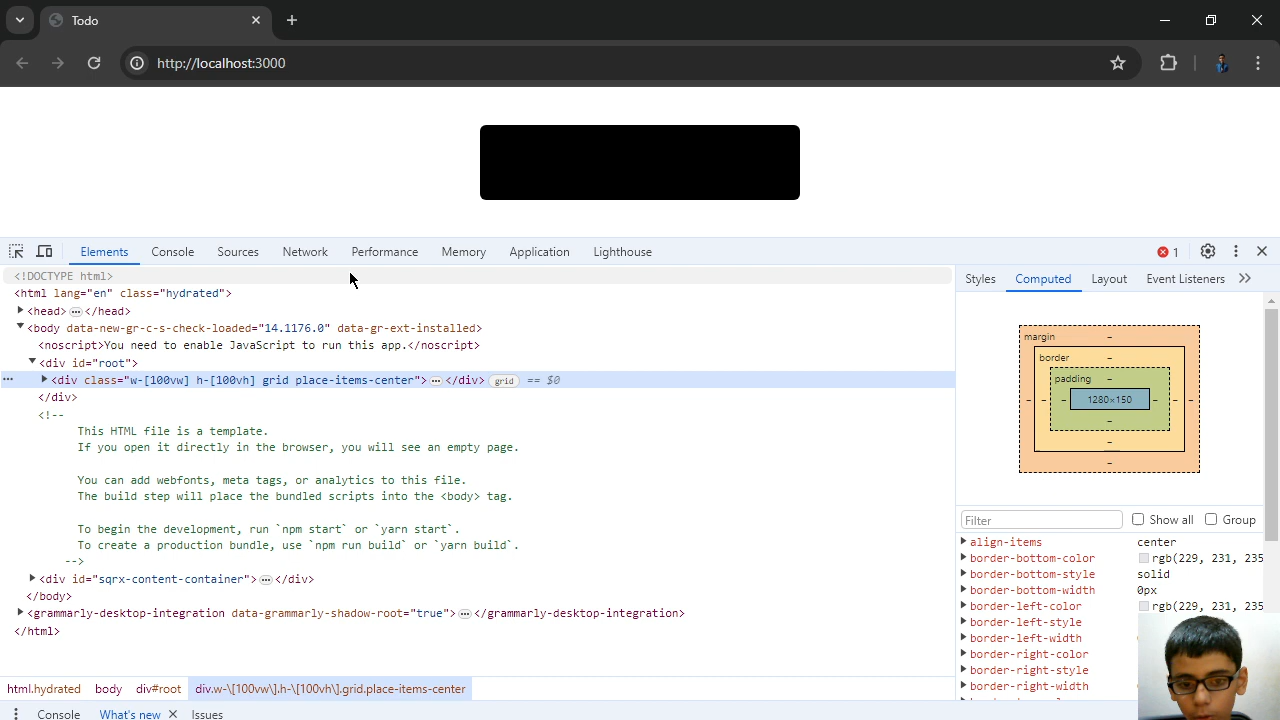 Todo
http://localhost:3000
Elements Console Sources Network Performance Memory Application Lighthouse 1
<!DOCTYPE html>
<html lang="en" class="hydrated">
<head> </head>
<body data-new-gr-c-s-check-loaded="14.1176.0" data-gr-ext-installed>
<noscript>You need to enable JavaScript to run this app.</noscript>
<div id="root">
<div class="w-[100vw] h-[100vh] grid place-items-center"> </div> grid == $0
</div>
<!--
This HTML file is a template.
If you open it directly in the browser, you will see an empty page.
You can add webfonts, meta tags, or analytics to this file.
The build step will place the bundled scripts into the <body> tag.
To begin the development, run `npm start` or `yarn start`.
To create a production bundle, use `npm run build` or `yarn build`.
-->
<div id="sqrx-content-container"> </div>
</body>
<grammarly-desktop-integration data-grammarly-shadow-root="true"> </grammarly-desktop-integration>
</html>
html.hydrated body div#root div.w-\[100vw\].h-\[100vh\].grid.place-items-center
Console What's new Issues
Styles Computed Layout Event Listeners
margin –
border –
padding –
– – – 1280×150 – – –
–
–
–
Filter Show all Group
align-items center
border-bottom-color rgb(229, 231, 235
border-bottom-style solid
border-bottom-width 0px
border-left-color rgb(229, 231, 235
border-left-style
border-left-width
border-right-color
border-right-style
border-right-width